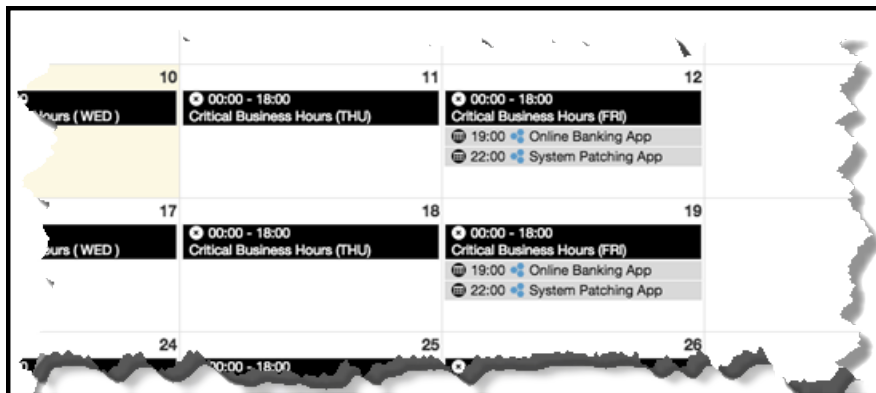 10
11
12
ours ( WED )
00:00 - 18:00
Critical Business Hours (THU)
00:00 - 18:00
Critical Business Hours (FRI)
19:00 Online Banking App
22:00 System Patching App
17
18
19
ours ( WED )
00:00 - 18:00
Critical Business Hours (THU)
00:00 - 18:00
Critical Business Hours (FRI)
19:00 Online Banking App
22:00 System Patching App
24
25
26
00:00 - 18:00